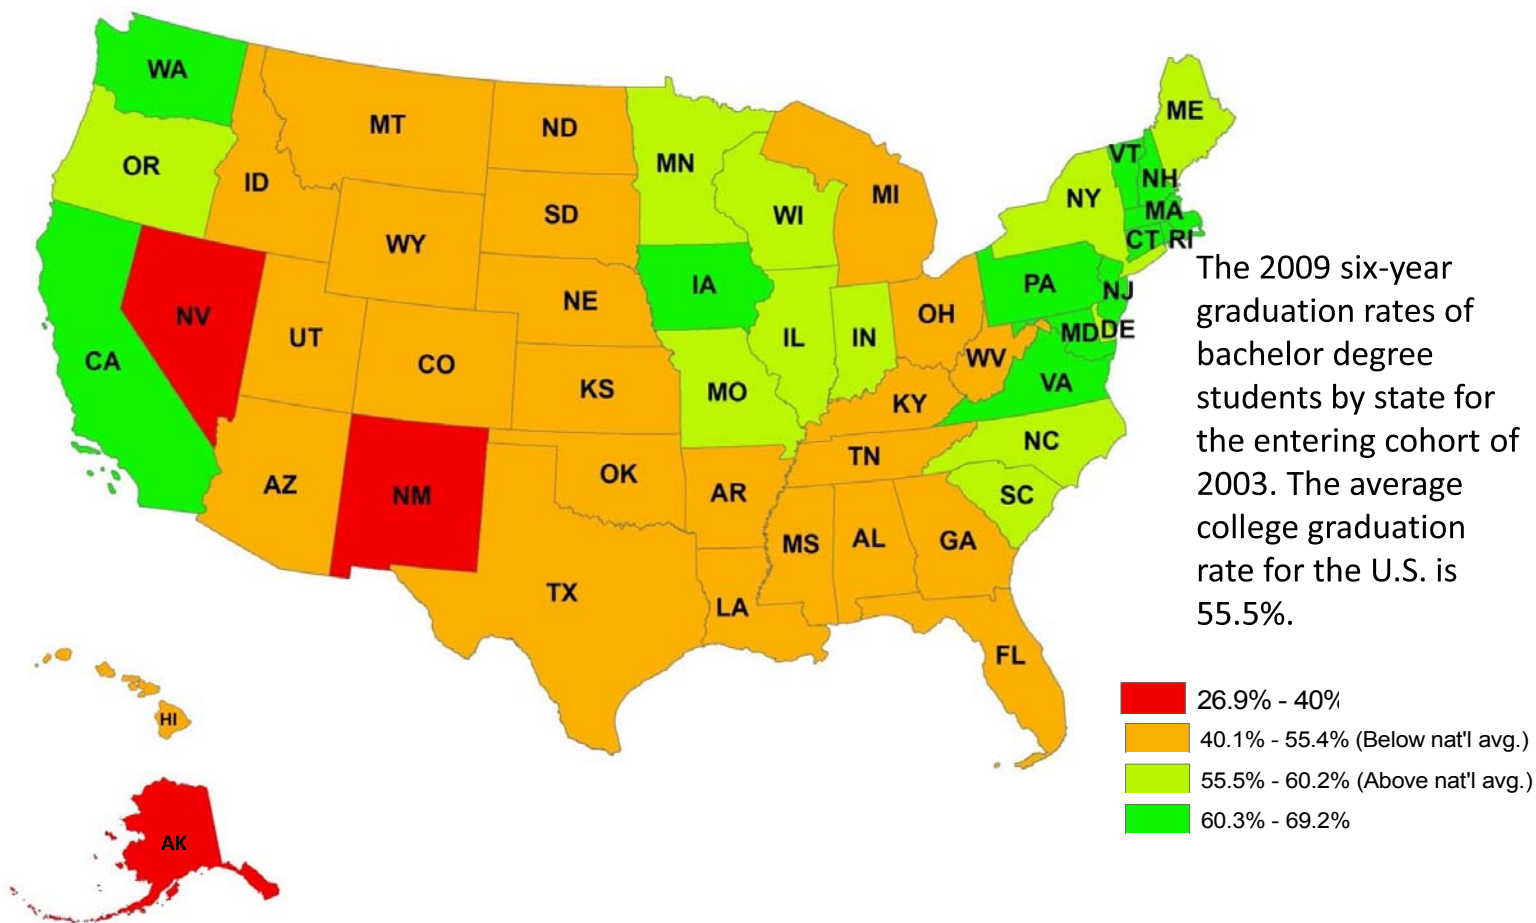 WA
ME
MT
ND
VT
OR
MN
NH
ID
MI
NY
MA
SD
WI
WY
CT RI
The 2009 six-year
graduation rates of
bachelor degree
students by state for
the entering cohort of
2003. The average
college graduation
rate for the U.S. is
55.5%.
IA
PA
NJ
NE
NV
OH
MD DE
UT
IL
IN
CO
WV
CA
KS
MO
VA
KY
NC
TN
OK
AZ
AR
NM
SC
MS
AL
GA
TX
LA
FL
HI
AK
26.9% - 40%
40.1% - 55.4% (Below nat'l avg.)
55.5% - 60.2% (Above nat'l avg.)
60.3% - 69.2%